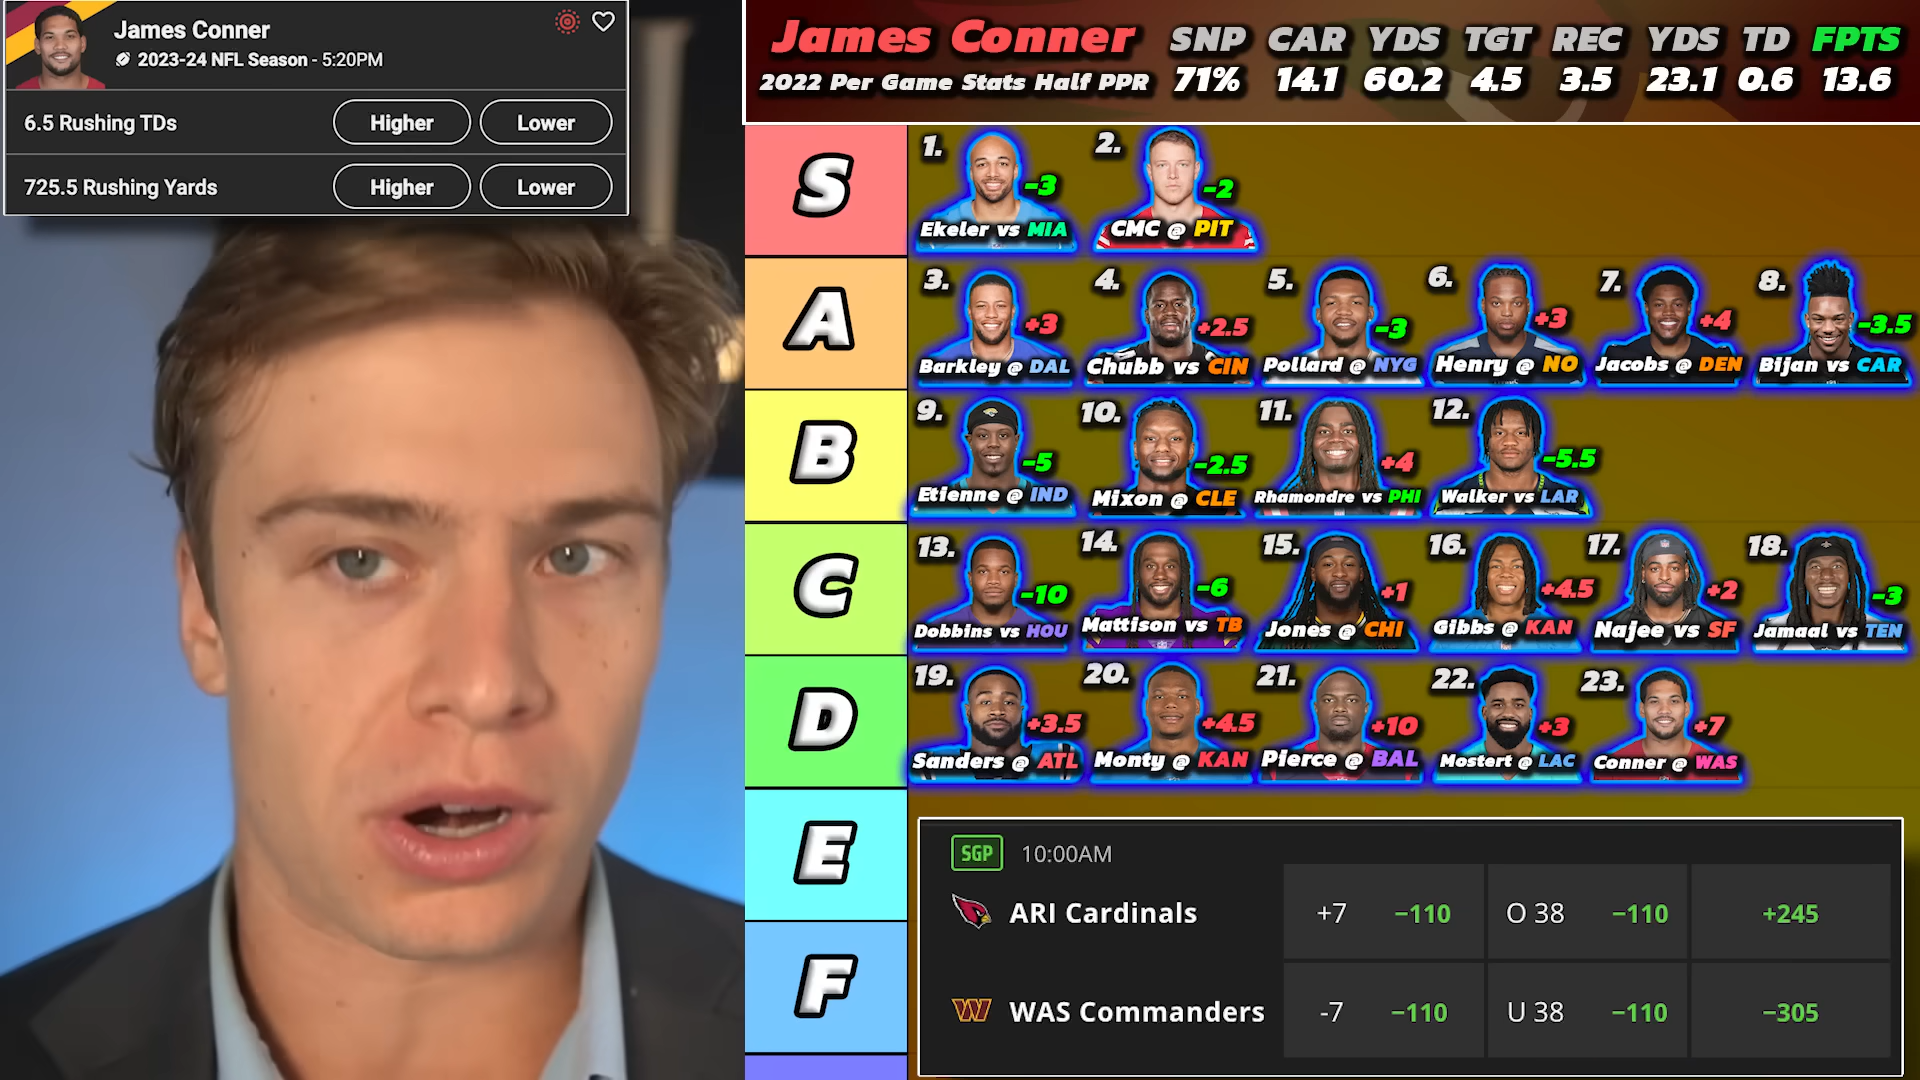 James Conner
2023-24 NFL Season - 5:20PM
6.5 Rushing TDs Higher Lower
725.5 Rushing Yards Higher Lower
James Conner SNP CAR YDS TGT REC YDS TD FPTS
2022 Per Game Stats Half PPR 71% 14.1 60.2 4.5 3.5 23.1 0.6 13.6
S
1. -3 Ekeler vs MIA
2. -2 CMC @ PIT
A
3. +3 Barkley @ DAL
4. +2.5 Chubb vs CIN
5. -3 Pollard @ NYG
6. +3 Henry @ NO
7. +4 Jacobs @ DEN
8. -3.5 Bijan vs CAR
B
9. -5 Etienne @ IND
10. -2.5 Mixon @ CLE
11. +4 Rhamondre vs PHI
12. -5.5 Walker vs LAR
C
13. -10 Dobbins vs HOU
14. -6 Mattison vs TB
15. +1 Jones @ CHI
16. +4.5 Gibbs @ KAN
17. +2 Najee vs SF
18. -3 Jamaal vs TEN
D
19. +3.5 Sanders @ ATL
20. +4.5 Monty @ KAN
21. +10 Pierce @ BAL
22. +3 Mostert @ LAC
23. +7 Conner @ WAS
E
F
SGP 10:00AM
ARI Cardinals +7 −110 O 38 −110 +245
WAS Commanders -7 −110 U 38 −110 −305